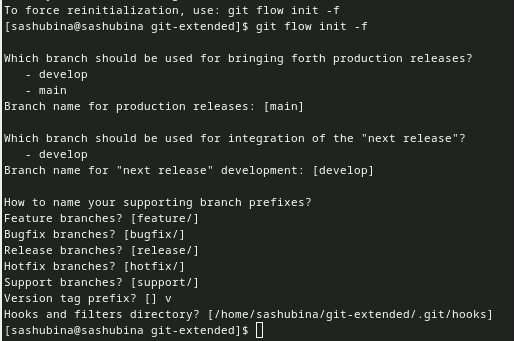 To force reinitialization, use: git flow init -f
[sashubina@sashubina git-extended]$ git flow init -f
Which branch should be used for bringing forth production releases?
- develop
- main
Branch name for production releases: [main]
Which branch should be used for integration of the "next release"?
- develop
Branch name for "next release" development: [develop]
How to name your supporting branch prefixes?
Feature branches? [feature/]
Bugfix branches? [bugfix/]
Release branches? [release/]
Hotfix branches? [hotfix/]
Support branches? [support/]
Version tag prefix? [] v
Hooks and filters directory? [/home/sashubina/git-extended/.git/hooks]
[sashubina@sashubina git-extended]$